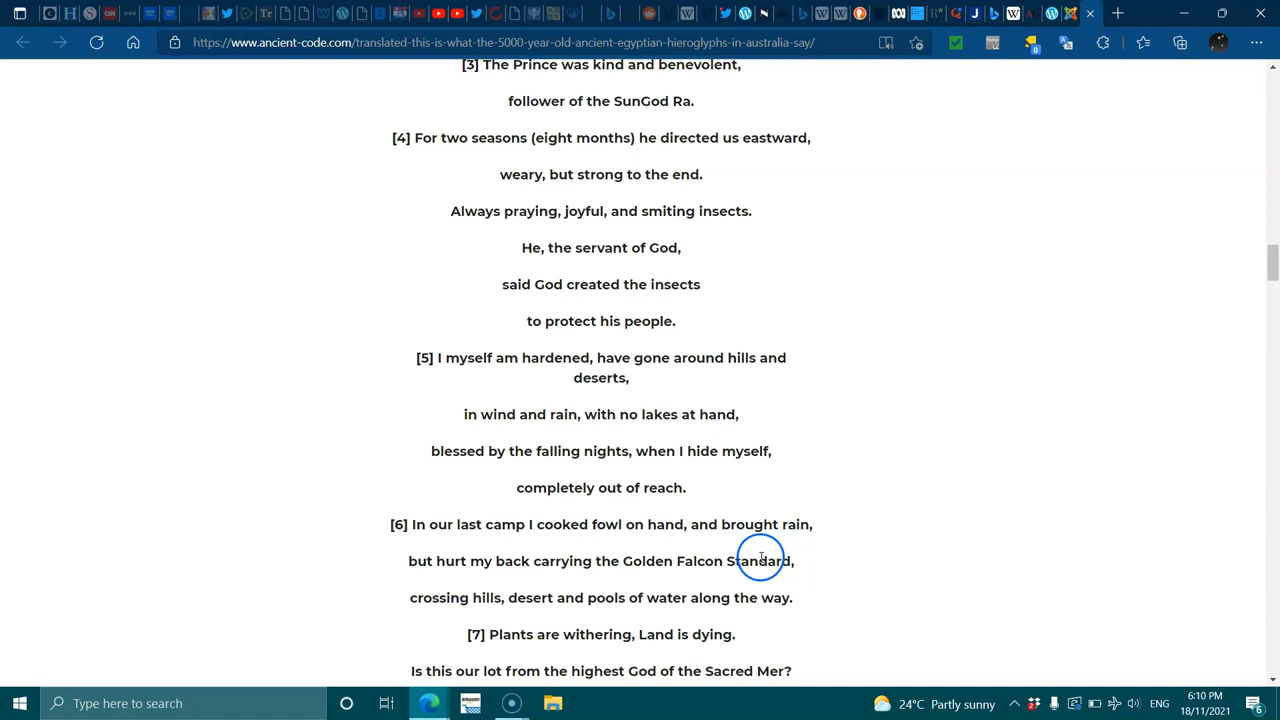 https://www.ancient-code.com/translated-this-is-what-the-5000-year-old-ancient-egyptian-hieroglyphs-in-australia-say/
[3] The Prince was kind and benevolent,
follower of the SunGod Ra.
[4] For two seasons (eight months) he directed us eastward,
weary, but strong to the end.
Always praying, joyful, and smiting insects.
He, the servant of God,
said God created the insects
to protect his people.
[5] I myself am hardened, have gone around hills and
deserts,
in wind and rain, with no lakes at hand,
blessed by the falling nights, when I hide myself,
completely out of reach.
[6] In our last camp I cooked fowl on hand, and brought rain,
but hurt my back carrying the Golden Falcon Standard,
crossing hills, desert and pools of water along the way.
[7] Plants are withering, Land is dying.
Is this our lot from the highest God of the Sacred Mer?
Type here to search
24°C Partly sunny
ENG
6:10 PM
18/11/2021